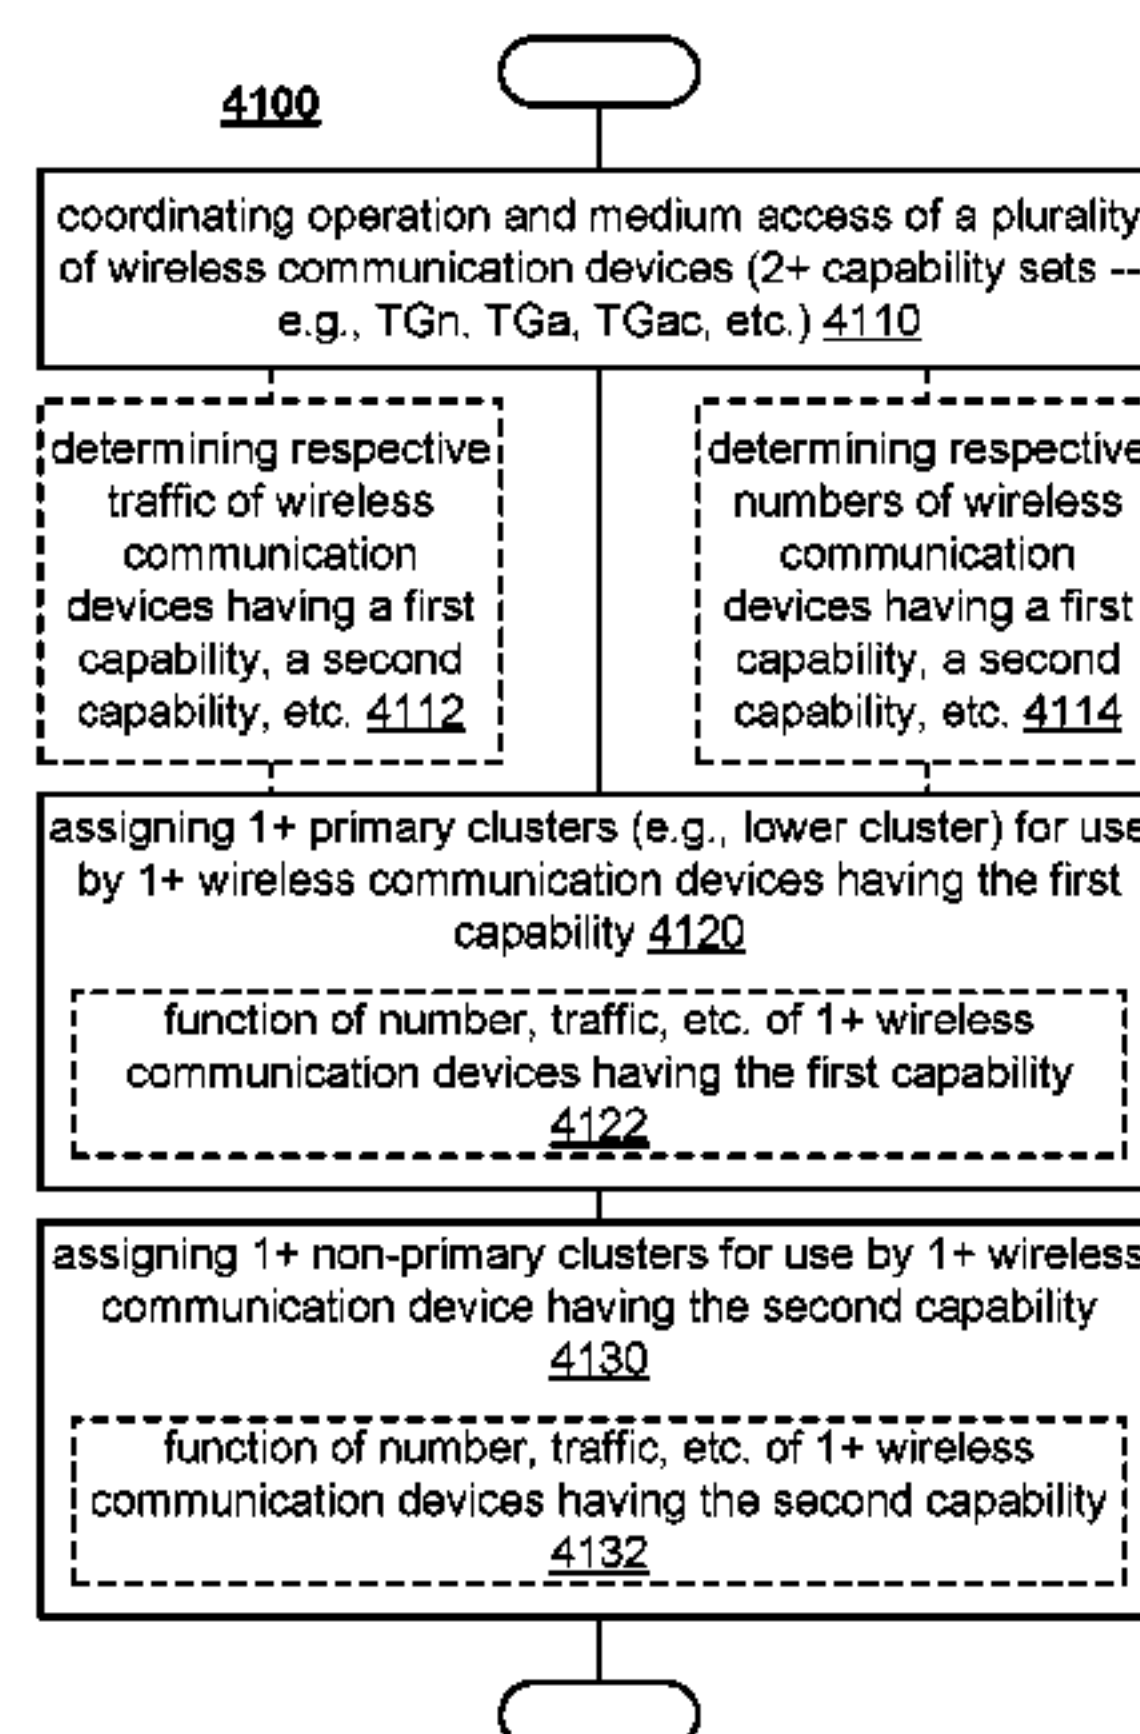 4100
coordinating operation and medium access of a plurality
of wireless communication devices (2+ capability sets --
e.g., TGn, TGa, TGac, etc.) 4110
determining respective
traffic of wireless
communication
devices having a first
capability, a second
capability, etc. 4112
determining respective
numbers of wireless
communication
devices having a first
capability, a second
capability, etc. 4114
assigning 1+ primary clusters (e.g., lower cluster) for use
by 1+ wireless communication devices having the first
capability 4120
function of number, traffic, etc. of 1+ wireless
communication devices having the first capability
4122
assigning 1+ non-primary clusters for use by 1+ wireless
communication device having the second capability
4130
function of number, traffic, etc. of 1+ wireless
communication devices having the second capability
4132